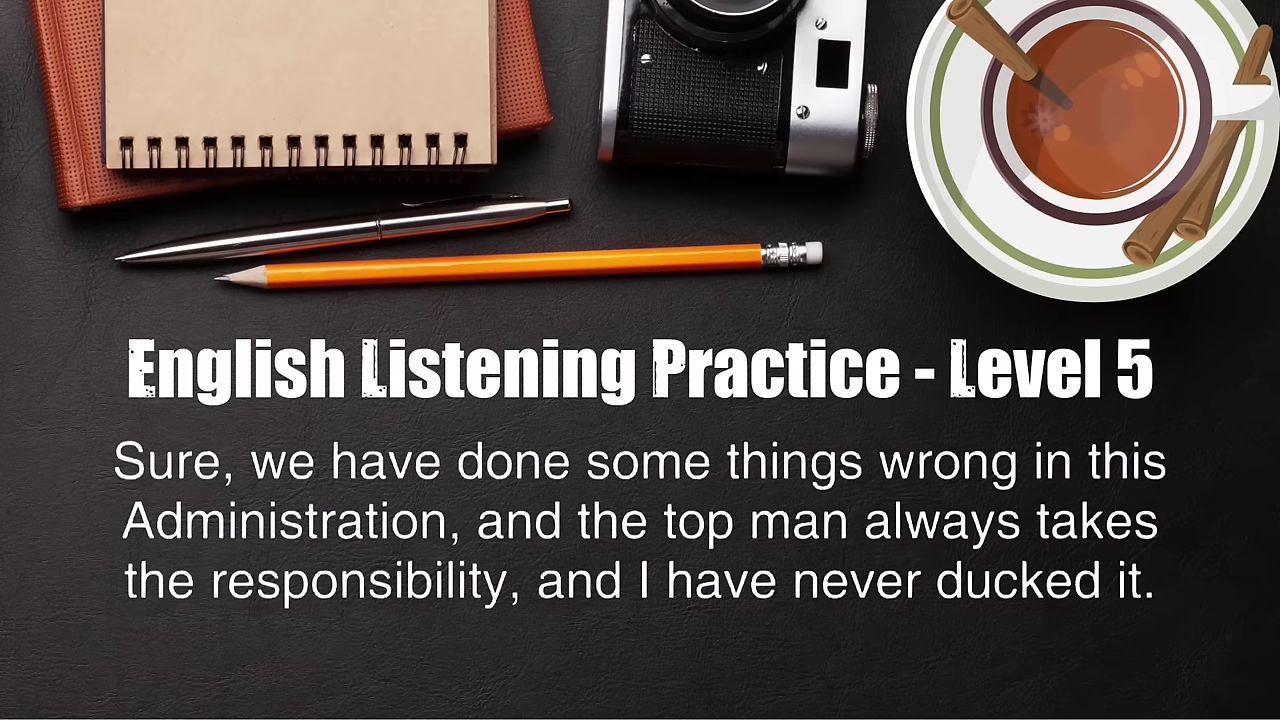 English Listening Practice - Level 5
Sure, we have done some things wrong in this
Administration, and the top man always takes
the responsibility, and I have never ducked it.